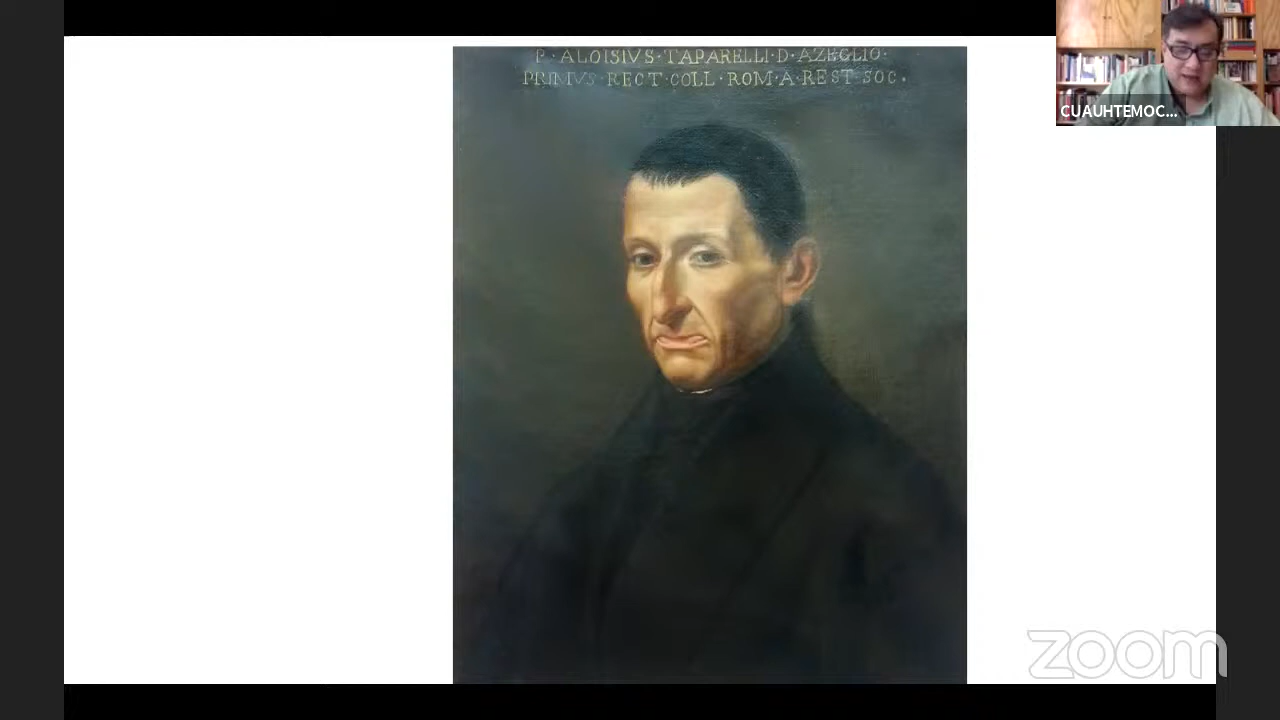 P · ALOISIVS · TAPARELLI · D · AZEGLIO ·
PRIMVS · RECT · COLL · ROM · A · REST · SOC .
CUAUHTEMOC...
zoom